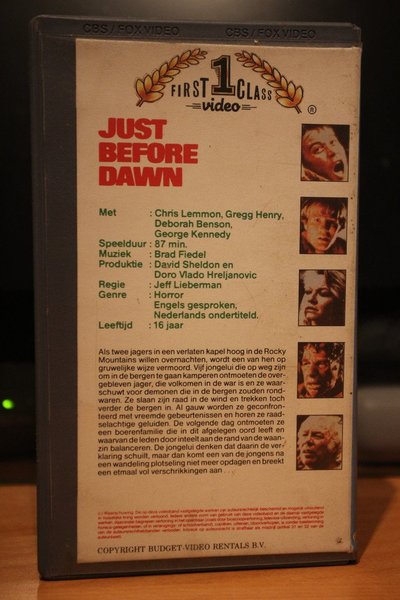 CBS/FOX VIDEO CBS/FOX VIDEO
FIRST 1 CLASS
video
®
JUST
BEFORE
DAWN
Met : Chris Lemmon, Gregg Henry,
Deborah Benson,
George Kennedy
Speelduur : 87 min.
Muziek : Brad Fiedel
Produktie : David Sheldon en
Doro Vlado Hreljanovic
Regie : Jeff Lieberman
Genre : Horror
Engels gesproken,
Nederlands ondertiteld.
Leeftijd : 16 jaar
Als twee jagers in een verlaten kapel hoog in de Rocky
Mountains willen overnachten, wordt een van hen op
gruwelijke wijze vermoord. Vijf jongelui die op weg zijn
om in de bergen te gaan kamperen ontmoeten de over-
gebleven jager, die volkomen in de war is en ze waar-
schuwt voor demonen die in de bergen zouden rond-
waren. Ze slaan zijn raad in de wind en trekken toch
verder de bergen in. Al gauw worden ze geconfron-
teerd met vreemde gebeurtenissen en horen ze raad-
selachtige geluiden. De volgende dag ontmoeten ze
een boerenfamilie die in dit afgelegen oord leeft en
waarvan de leden door inteelt aan de rand van de waan-
zin balanceren. De jongelui denken dat daarin de ver-
klaring schuilt, maar dan komt een van de jongens na
een wandeling plotseling niet meer opdagen en breekt
een etmaal vol verschrikkingen aan . . .
COPYRIGHT BUDGET-VIDEO RENTALS B.V.